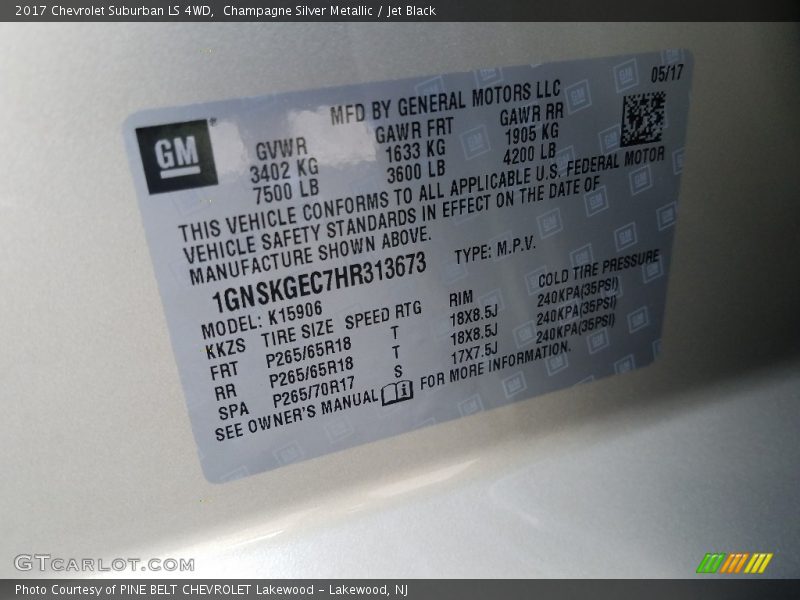 2017 Chevrolet Suburban LS 4WD, Champagne Silver Metallic / Jet Black
05/17
MFD BY GENERAL MOTORS LLC
GM
GVWR GAWR FRT GAWR RR
3402 KG 1633 KG 1905 KG
7500 LB 3600 LB 4200 LB
THIS VEHICLE CONFORMS TO ALL APPLICABLE U.S. FEDERAL MOTOR
VEHICLE SAFETY STANDARDS IN EFFECT ON THE DATE OF
MANUFACTURE SHOWN ABOVE.
1GNSKGEC7HR313673 TYPE: M.P.V.
MODEL: K15906
KKZS TIRE SIZE SPEED RTG RIM COLD TIRE PRESSURE
FRT P265/65R18 T 18X8.5J 240KPA(35PSI)
RR P265/65R18 T 18X8.5J 240KPA(35PSI)
SPA P265/70R17 S 17X7.5J 240KPA(35PSI)
SEE OWNER'S MANUAL FOR MORE INFORMATION.
GTCARLOT.COM
Photo Courtesy of PINE BELT CHEVROLET Lakewood - Lakewood, NJ